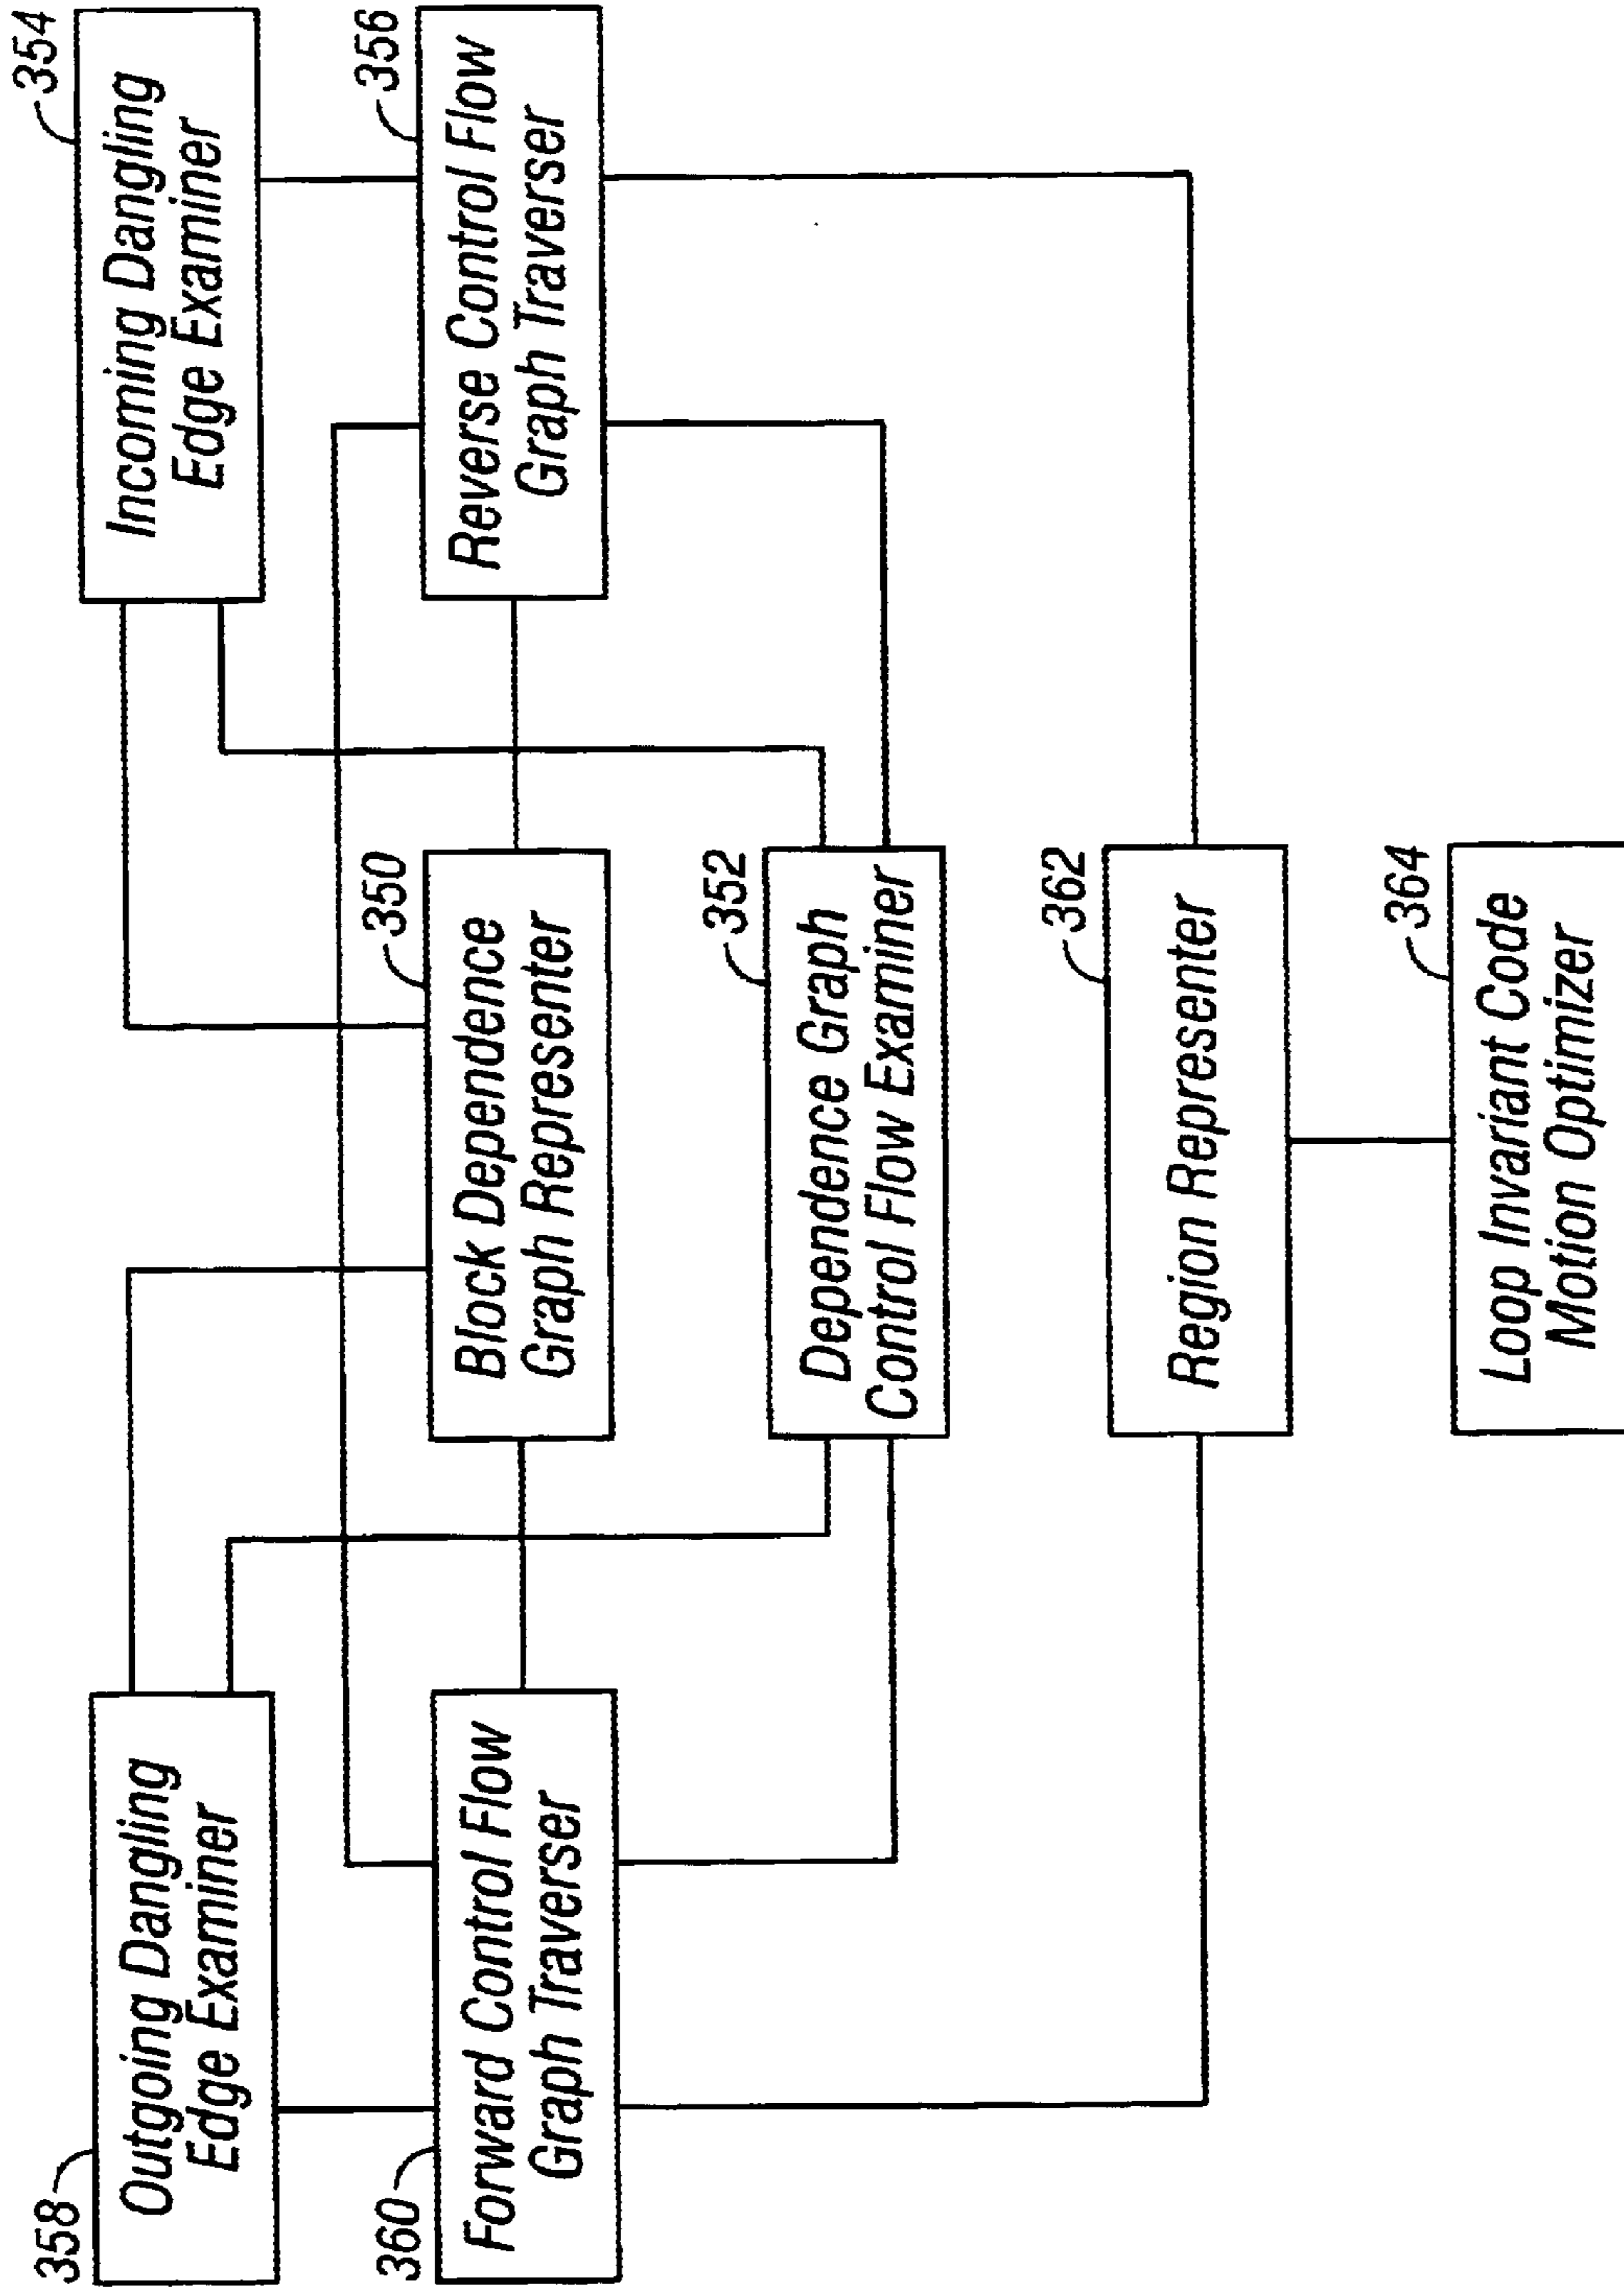 358
Outgoing Dangling
Edge Examiner
354
Incoming Dangling
Edge Examiner
360
Forward Control Flow
Graph Traverser
350
Block Dependence
Graph Representer
356
Reverse Control Flow
Graph Traverser
352
Dependence Graph
Control Flow Examiner
362
Region Representer
364
Loop Invariant Code
Motion Optimizer